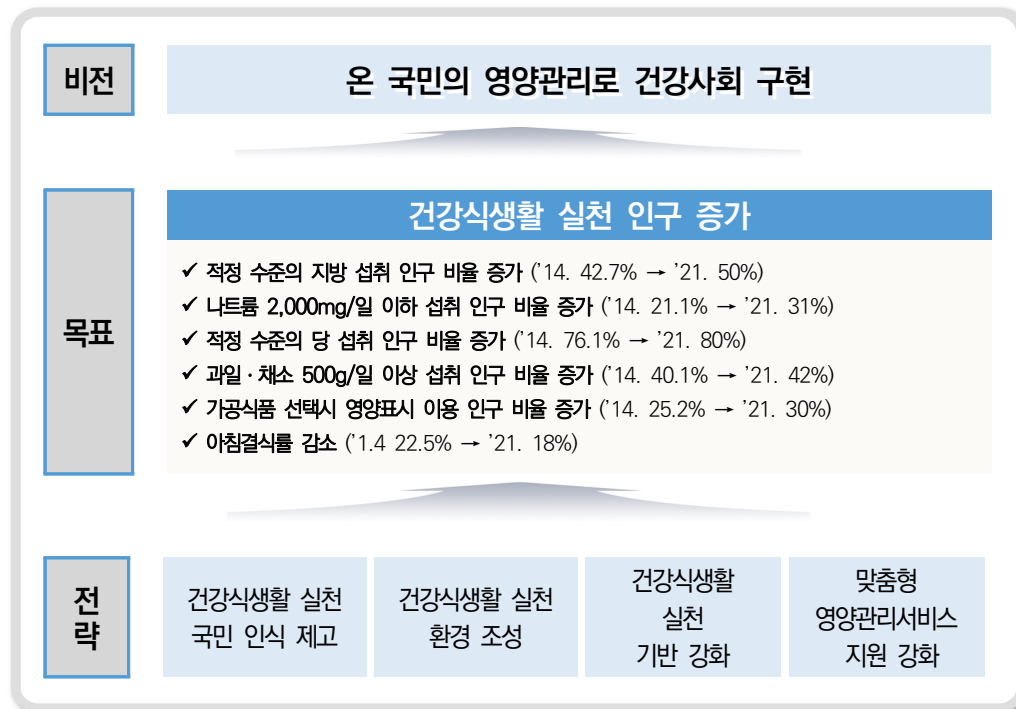 비전
온 국민의 영양관리로 건강사회 구현
목표
건강식생활 실천 인구 증가
✓ 적정 수준의 지방 섭취 인구 비율 증가 ('14. 42.7% → '21. 50%)
✓ 나트륨 2,000mg/일 이하 섭취 인구 비율 증가 ('14. 21.1% → '21. 31%)
✓ 적정 수준의 당 섭취 인구 비율 증가 ('14. 76.1% → '21. 80%)
✓ 과일·채소 500g/일 이상 섭취 인구 비율 증가 ('14. 40.1% → '21. 42%)
✓ 가공식품 선택시 영양표시 이용 인구 비율 증가 ('14. 25.2% → '21. 30%)
✓ 아침결식률 감소 ('1.4 22.5% → '21. 18%)
전
략
건강식생활 실천
국민 인식 제고
건강식생활 실천
환경 조성
건강식생활
실천
기반 강화
맞춤형
영양관리서비스
지원 강화